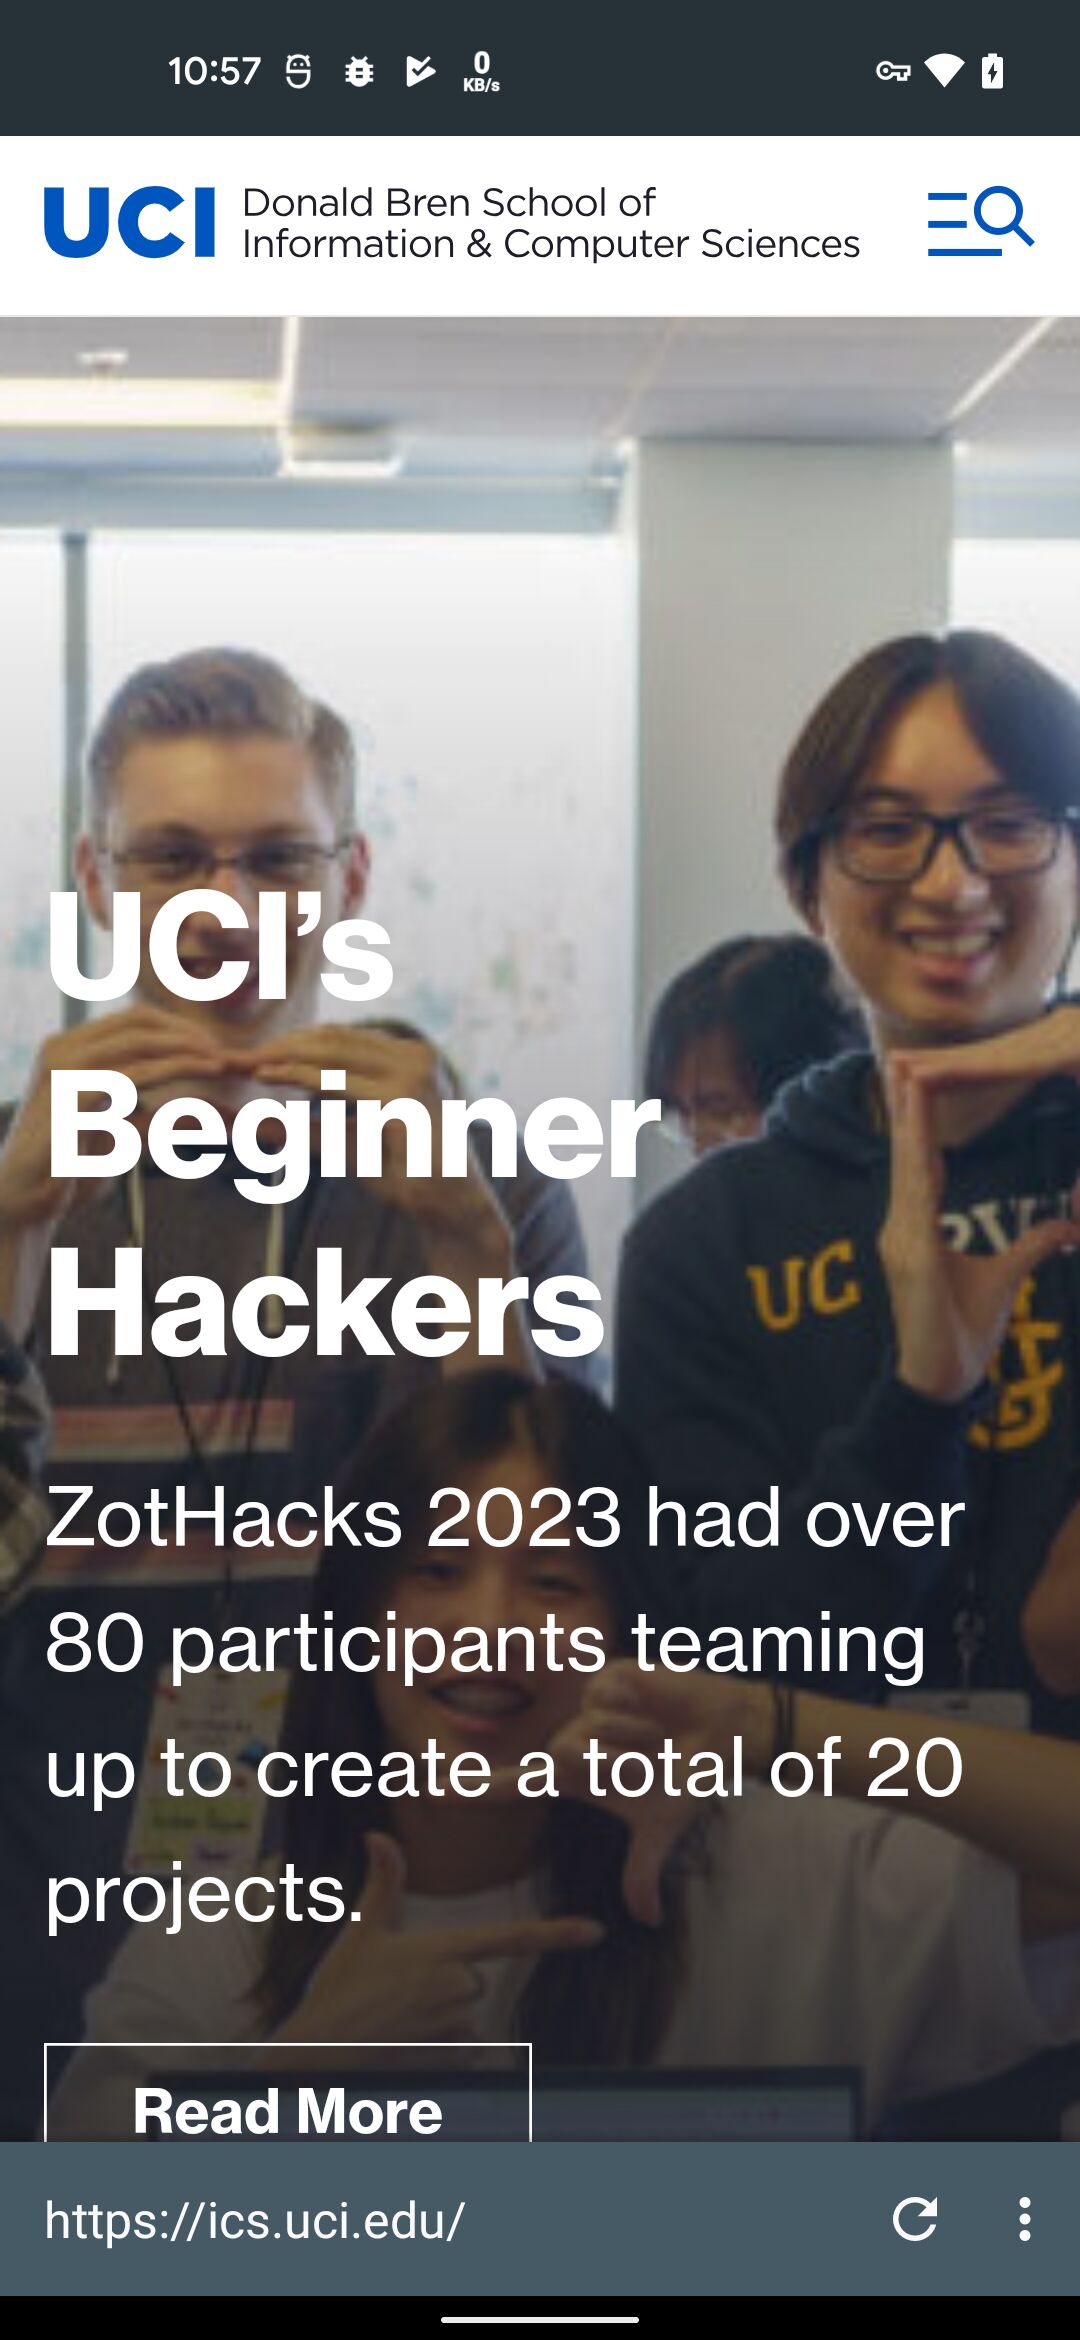 10:57
0
KB/s
UCI
Donald Bren School of
Information & Computer Sciences
UC
UCI's
Beginner
Hackers
ZotHacks 2023 had over
80 participants teaming
up to create a total of 20
projects.
Read More
https://ics.uci.edu/